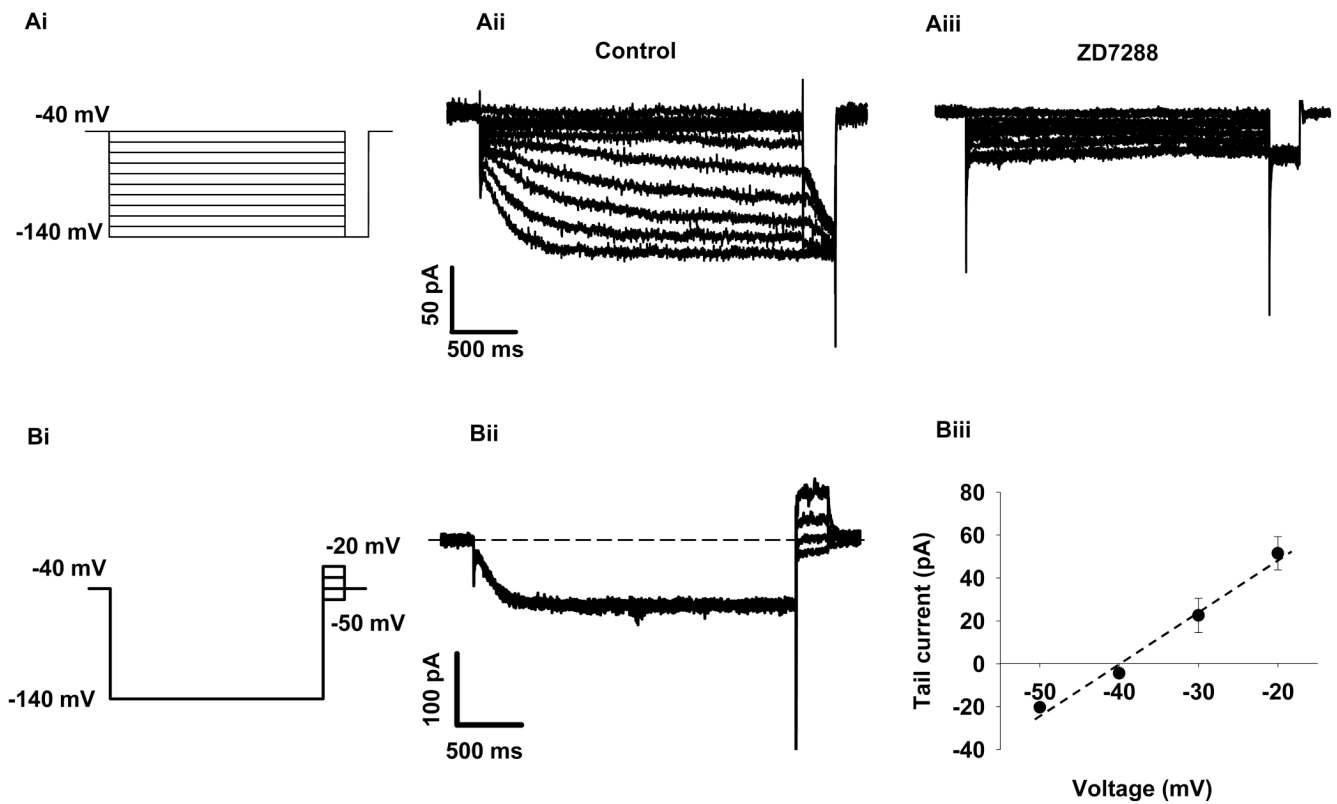 Ai
Aii
Aiii
Control
ZD7288
-40 mV
-140 mV
50 pA
500 ms
Bi
Bii
Biii
-40 mV
-20 mV
-50 mV
-140 mV
100 pA
500 ms
Tail current (pA)
80
60
40
20
0
-20
-40
-50
-40
-30
-20
Voltage (mV)